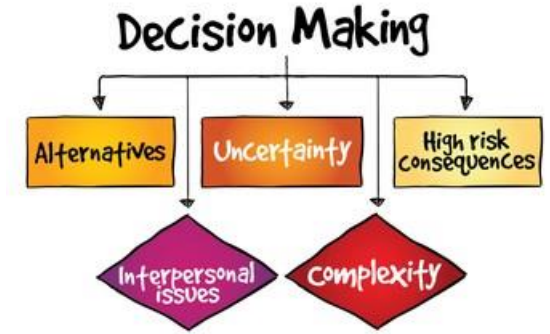 Decision Making
Alternatives
Uncertainty
High risk
consequences
Interpersonal
issues
complexity